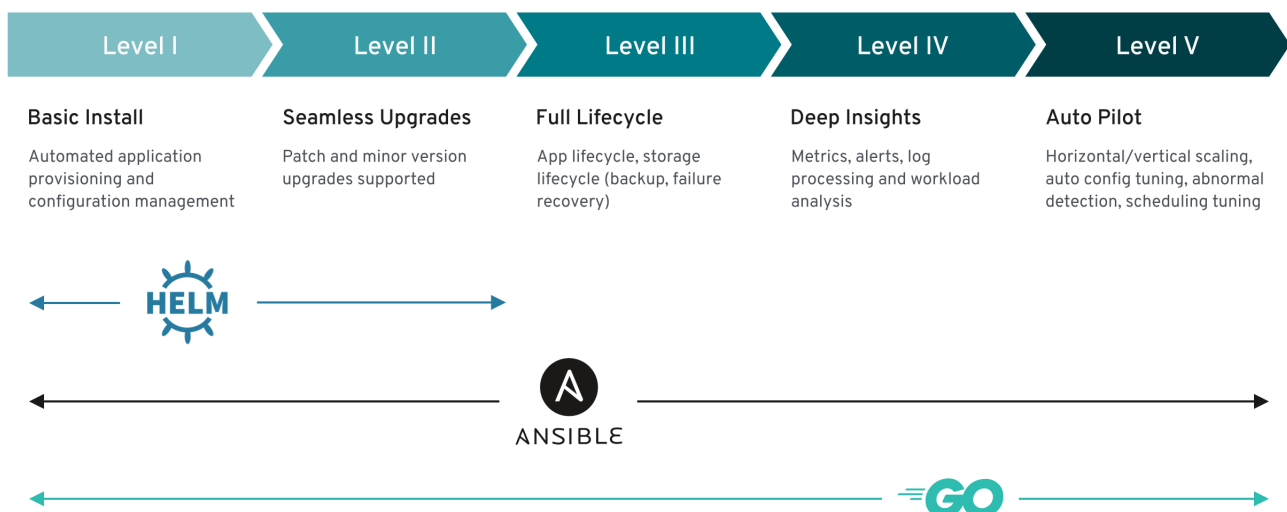 Level I
Level II
Level III
Level IV
Level V
Basic Install
Automated application
provisioning and
configuration management
Seamless Upgrades
Patch and minor version
upgrades supported
Full Lifecycle
App lifecycle, storage
lifecycle (backup, failure
recovery)
Deep Insights
Metrics, alerts, log
processing and workload
analysis
Auto Pilot
Horizontal/vertical scaling,
auto config tuning, abnormal
detection, scheduling tuning
HELM
A
ANSIBLE
GO